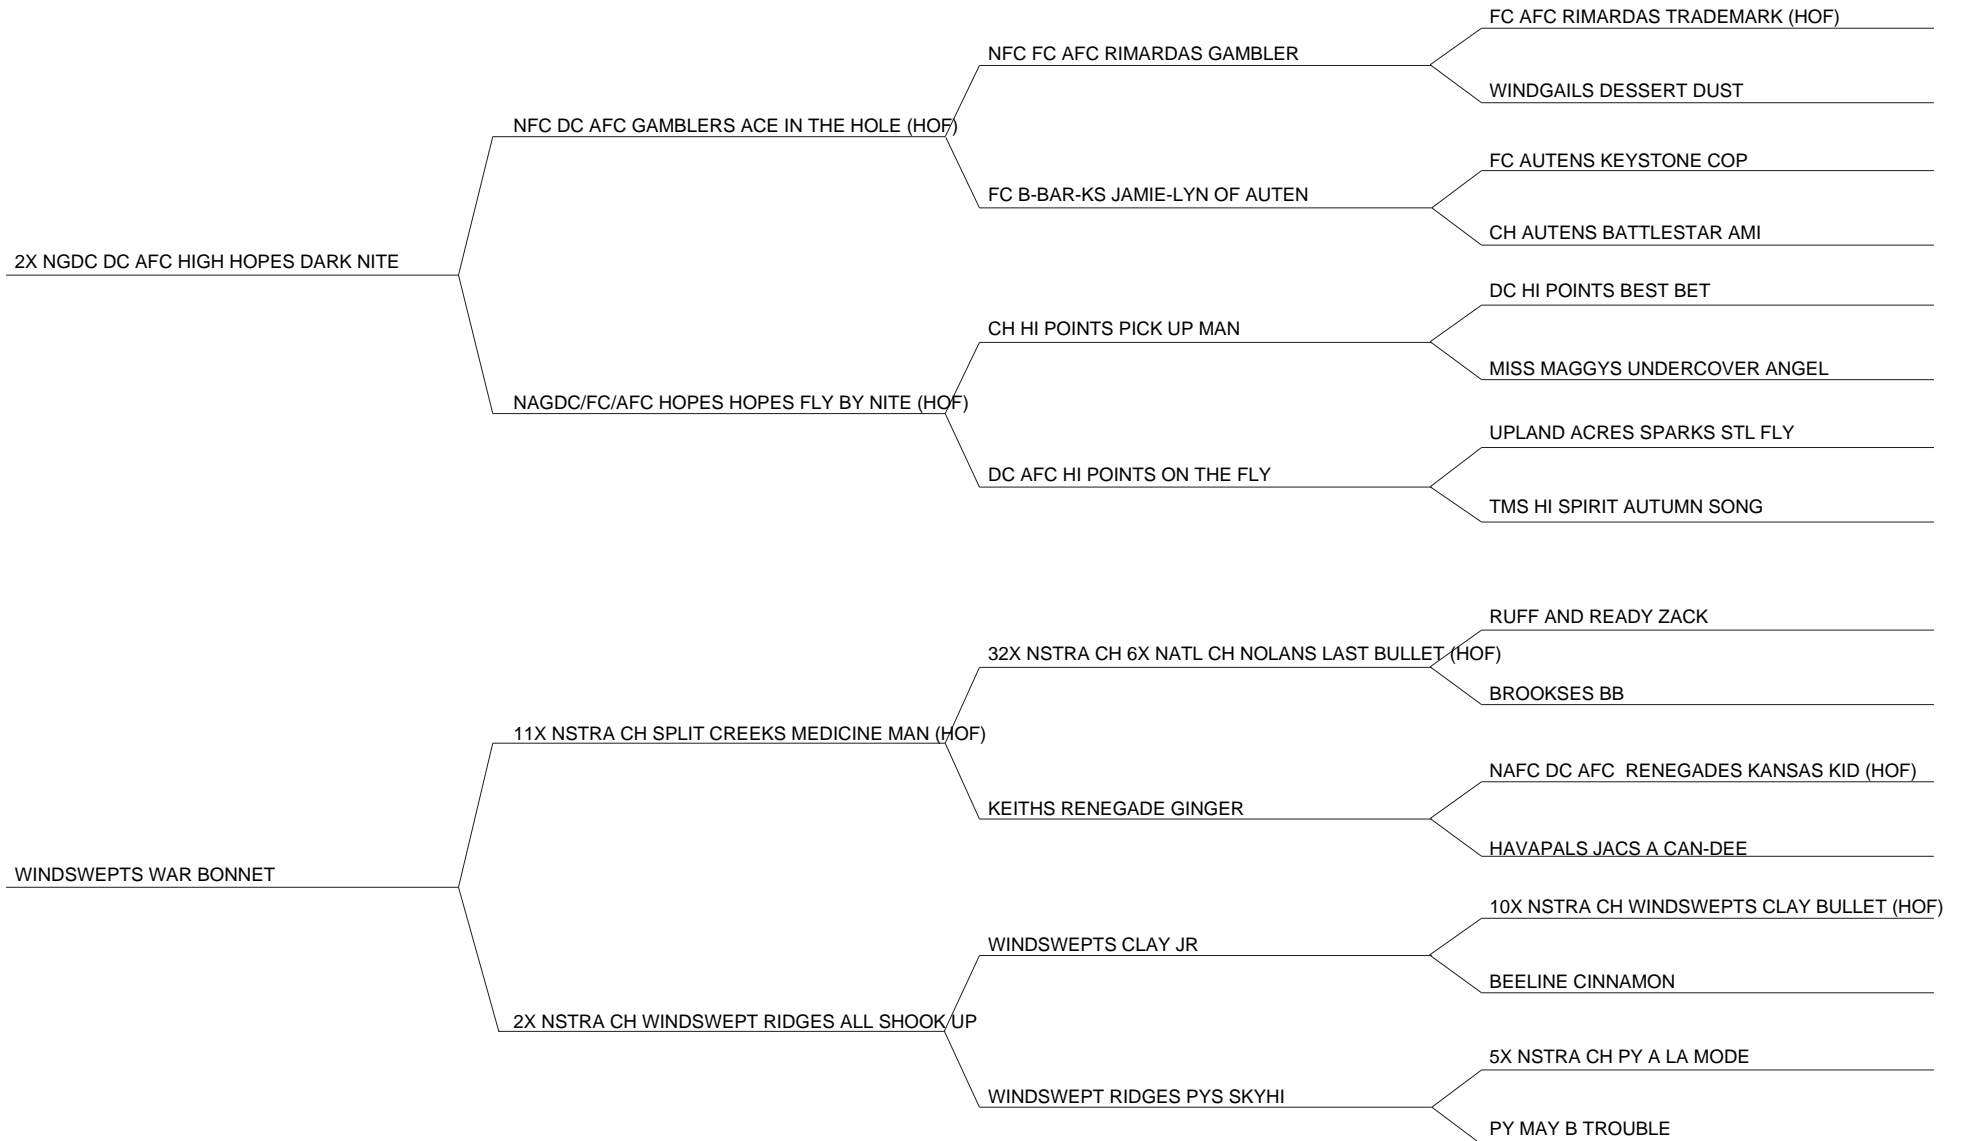 FC AFC RIMARDAS TRADEMARK (HOF)
NFC FC AFC RIMARDAS GAMBLER
WINDGAILS DESSERT DUST
NFC DC AFC GAMBLERS ACE IN THE HOLE (HOF)
FC AUTENS KEYSTONE COP
FC B-BAR-KS JAMIE-LYN OF AUTEN
CH AUTENS BATTLESTAR AMI
2X NGDC DC AFC HIGH HOPES DARK NITE
DC HI POINTS BEST BET
CH HI POINTS PICK UP MAN
MISS MAGGYS UNDERCOVER ANGEL
NAGDC/FC/AFC HOPES HOPES FLY BY NITE (HOF)
UPLAND ACRES SPARKS STL FLY
DC AFC HI POINTS ON THE FLY
TMS HI SPIRIT AUTUMN SONG
RUFF AND READY ZACK
32X NSTRA CH 6X NATL CH NOLANS LAST BULLET (HOF)
BROOKSES BB
11X NSTRA CH SPLIT CREEKS MEDICINE MAN (HOF)
NAFC DC AFC  RENEGADES KANSAS KID (HOF)
KEITHS RENEGADE GINGER
HAVAPALS JACS A CAN-DEE
WINDSWEPTS WAR BONNET
10X NSTRA CH WINDSWEPTS CLAY BULLET (HOF)
WINDSWEPTS CLAY JR
BEELINE CINNAMON
2X NSTRA CH WINDSWEPT RIDGES ALL SHOOK UP
5X NSTRA CH PY A LA MODE
WINDSWEPT RIDGES PYS SKYHI
PY MAY B TROUBLE